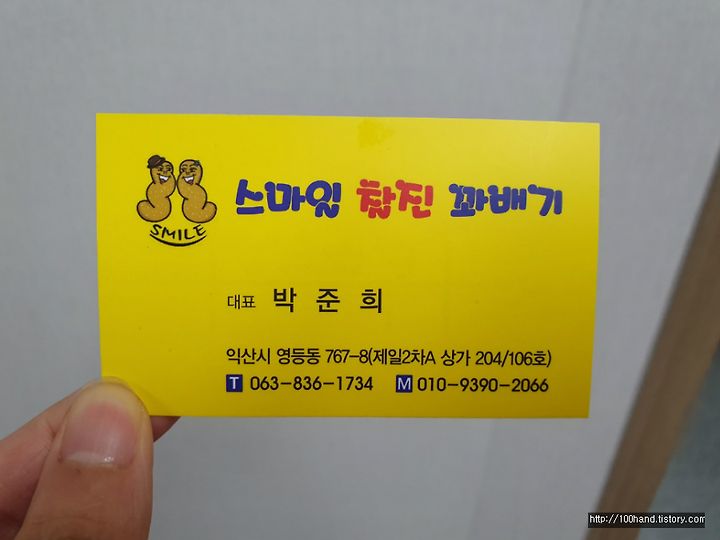 SMILE
스마일 찰진 꽈배기
대표 박준희
익산시 영등동 767-8(제일2차A 상가 204/106호)
T 063-836-1734 M 010-9390-2066
http://100hand.tistory.com